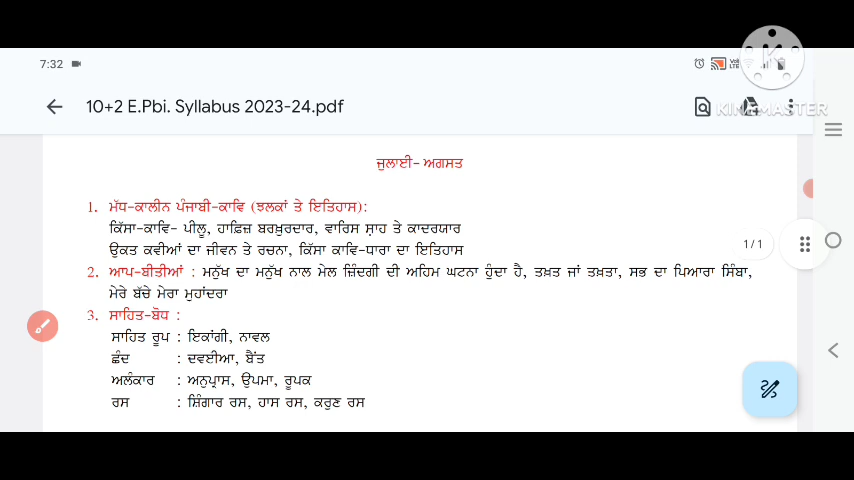 7:32
KINEMASTER
10+2 E.Pbi. Syllabus 2023-24.pdf
ਜੁਲਾਈ- ਅਗਸਤ
1. ਮੱਧ-ਕਾਲੀਨ ਪੰਜਾਬੀ-ਕਾਵਿ (ਝਲਕਾਂ ਤੇ ਇਤਿਹਾਸ):
ਕਿੱਸਾ-ਕਾਵਿ- ਪੀਲੂ, ਹਾਫ਼ਿਜ਼ ਬਰਖ਼ੁਰਦਾਰ, ਵਾਰਿਸ ਸ਼ਾਹ ਤੇ ਕਾਦਰਯਾਰ
ਉਕਤ ਕਵੀਆਂ ਦਾ ਜੀਵਨ ਤੇ ਰਚਨਾ, ਕਿੱਸਾ ਕਾਵਿ-ਧਾਰਾ ਦਾ ਇਤਿਹਾਸ
1/1
2. ਆਪ-ਬੀਤੀਆਂ : ਮਨੁੱਖ ਦਾ ਮਨੁੱਖ ਨਾਲ ਮੇਲ ਜ਼ਿੰਦਗੀ ਦੀ ਅਹਿਮ ਘਟਨਾ ਹੁੰਦਾ ਹੈ, ਤਖ਼ਤ ਜਾਂ ਤਖ਼ਤਾ, ਸਭ ਦਾ ਪਿਆਰਾ ਸਿੰਬਾ,
ਮੇਰੇ ਬੱਚੇ ਮੇਰਾ ਮੁਹਾਂਦਰਾ
3. ਸਾਹਿਤ-ਬੋਧ :
ਸਾਹਿਤ ਰੂਪ : ਇਕਾਂਗੀ, ਨਾਵਲ
ਛੰਦ : ਦਵਈਆ, ਬੈਂਤ
ਅਲੰਕਾਰ : ਅਨੁਪ੍ਰਾਸ, ਉਪਮਾ, ਰੂਪਕ
ਰਸ : ਸ਼ਿੰਗਾਰ ਰਸ, ਹਾਸ ਰਸ, ਕਰੁਣ ਰਸ